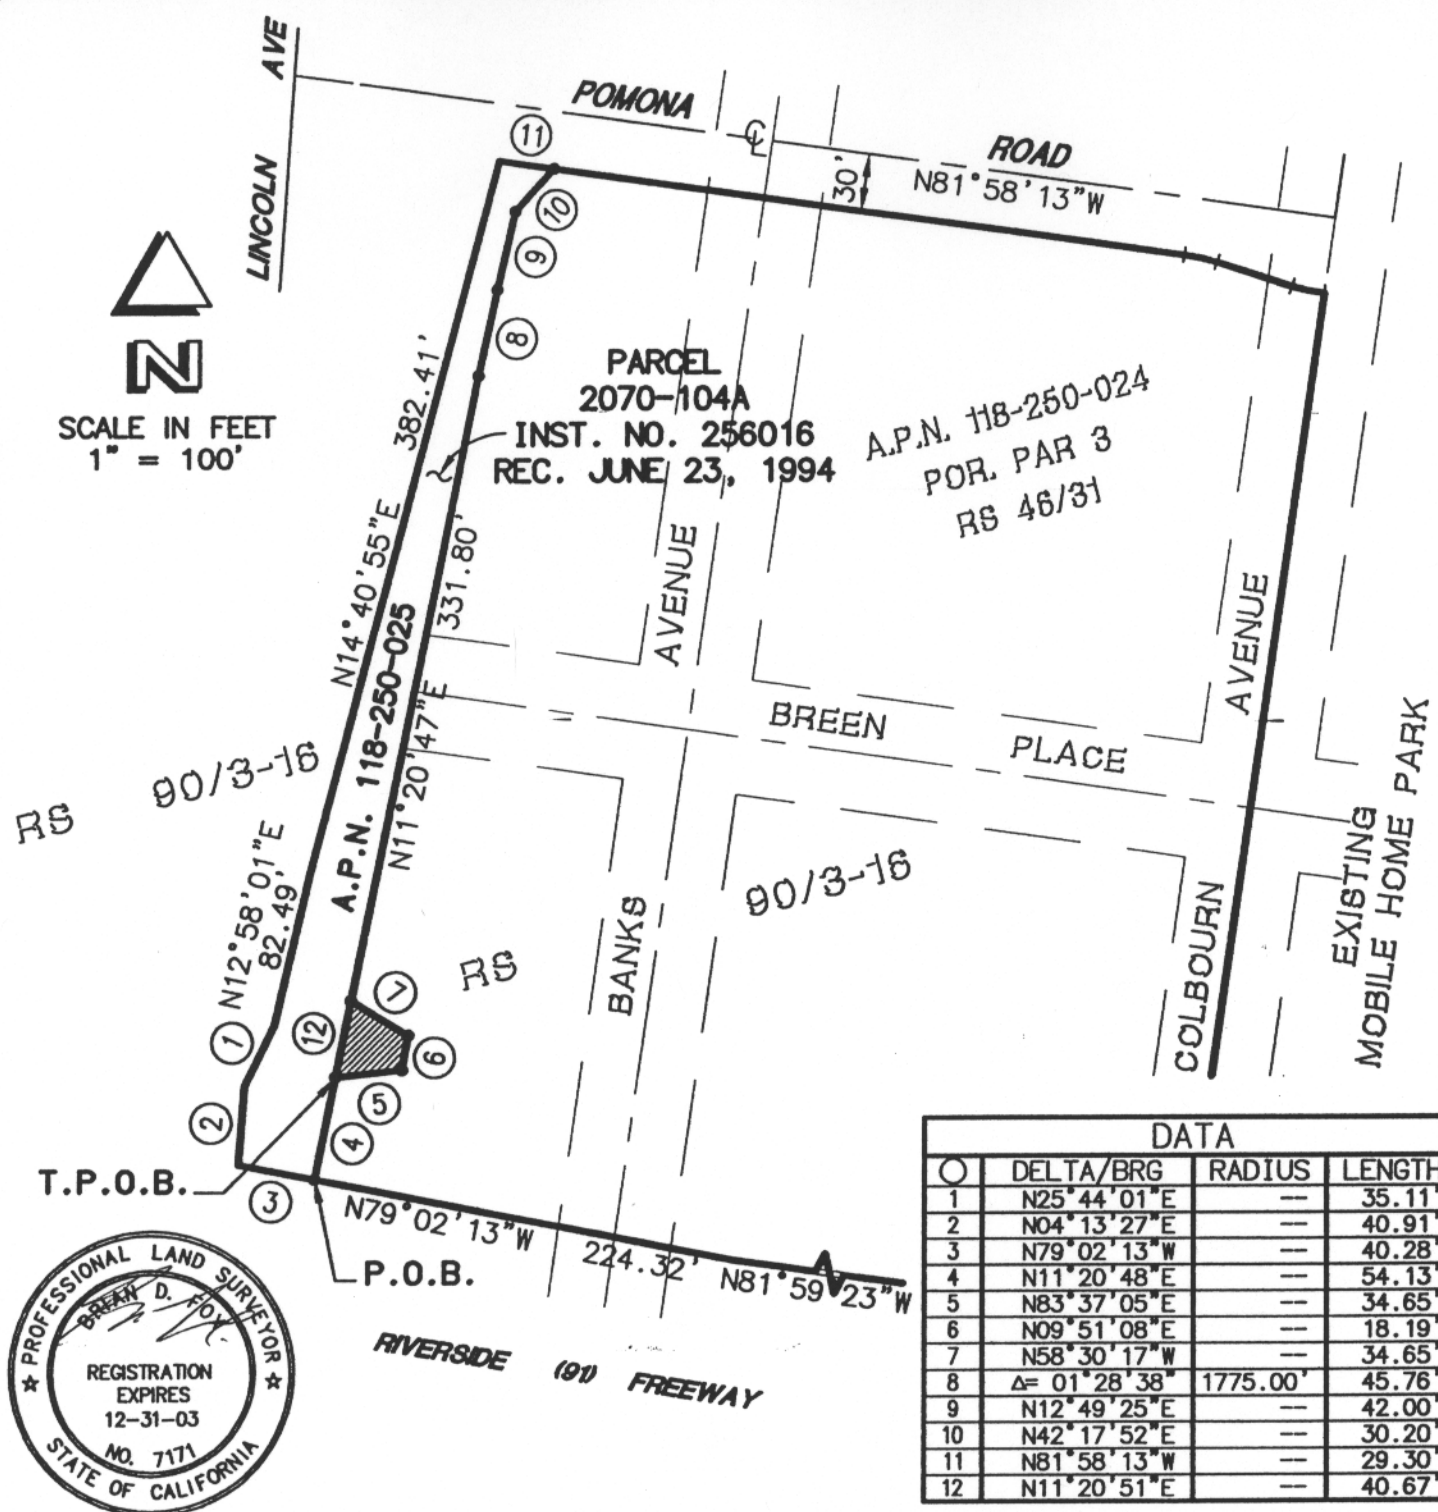 LINCOLN AVE
POMONA ROAD
℄
30'
N81°58'13"W
11
10
9
8
N
SCALE IN FEET
1" = 100'
PARCEL
2070-104A
INST. NO. 256016
REC. JUNE 23, 1994
A.P.N. 118-250-024
POR. PAR 3
RS 46/31
382.41'
N14°40'55"E
331.80'
N11°20'47"E
A.P.N. 118-250-025
BANKS AVENUE
BREEN PLACE
COLBOURN AVENUE
EXISTING
MOBILE HOME PARK
RS 90/3-16
RS 90/3-16
N12°58'01"E
82.49'
1
2
3
4
5
6
7
12
T.P.O.B.
P.O.B.
N79°02'13"W
224.32'
N81°59'23"W
RIVERSIDE (91) FREEWAY
PROFESSIONAL LAND SURVEYOR
BRIAN D. FOX
REGISTRATION
EXPIRES
12-31-03
NO. 7171
STATE OF CALIFORNIA
DATA
DELTA/BRG RADIUS LENGTH
1 N25°44'01"E -- 35.11'
2 N04°13'27"E -- 40.91'
3 N79°02'13"W -- 40.28'
4 N11°20'48"E -- 54.13'
5 N83°37'05"E -- 34.65'
6 N09°51'08"E -- 18.19'
7 N58°30'17"W -- 34.65'
8 Δ= 01°28'38" 1775.00' 45.76'
9 N12°49'25"E -- 42.00'
10 N42°17'52"E -- 30.20'
11 N81°58'13"W -- 29.30'
12 N11°20'51"E -- 40.67'